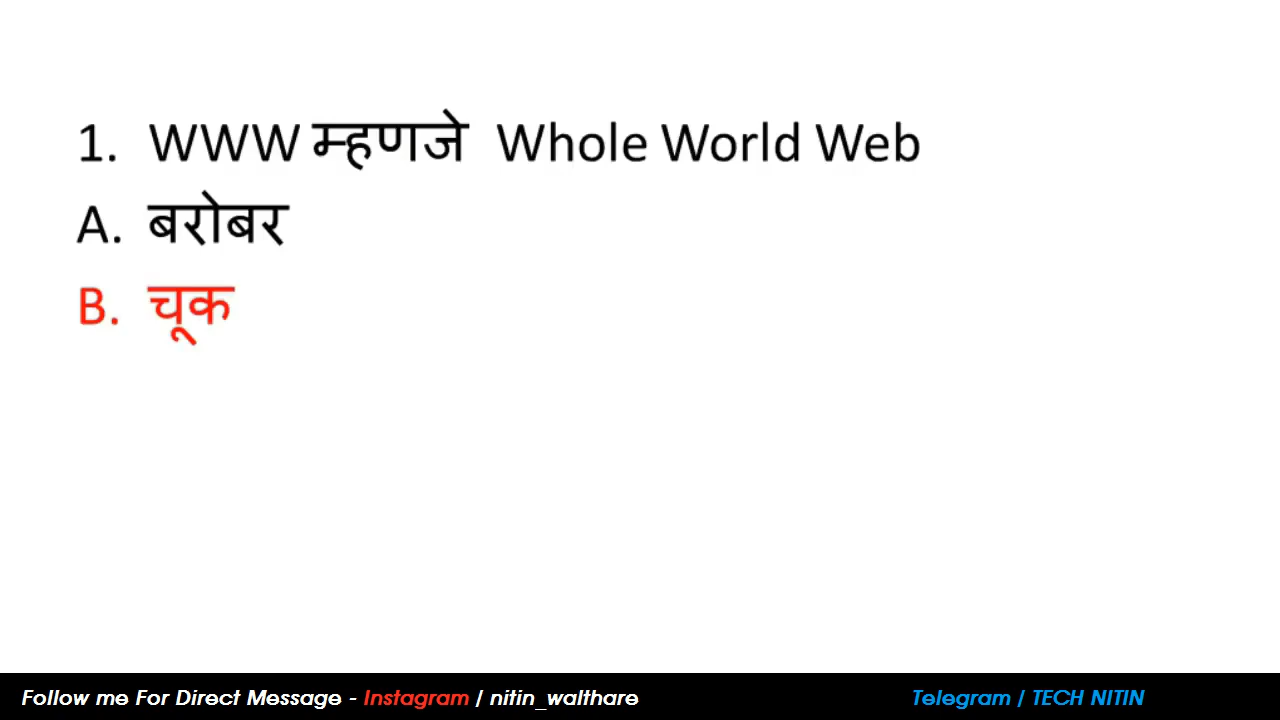 1. WWW म्हणजे Whole World Web
A. बरोबर
B. चूक
Follow me For Direct Message - Instagram / nitin_walthare
Telegram / TECH NITIN